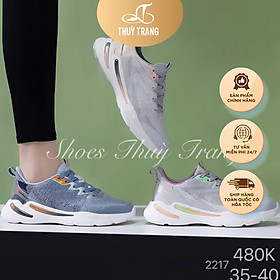 THUỲ TRANG
SẢN PHẨM
CHÍNH HÃNG
TƯ VẤN
MIỄN PHÍ 24/7
Shoes Thuỳ Trang
SHIP HÀNG
TOÀN QUỐC CÓ
HỎA TỐC
480K
2217
35-40